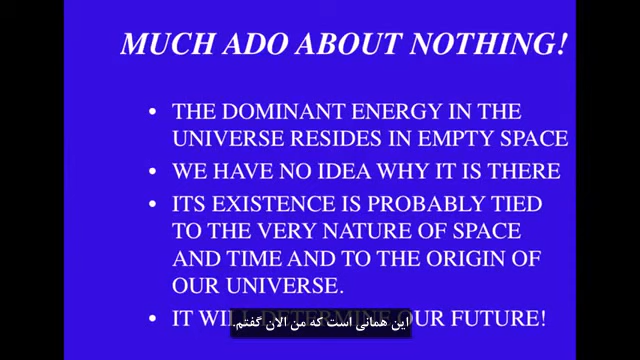 MUCH ADO ABOUT NOTHING!
• THE DOMINANT ENERGY IN THE
UNIVERSE RESIDES IN EMPTY SPACE
• WE HAVE NO IDEA WHY IT IS THERE
• ITS EXISTENCE IS PROBABLY TIED
TO THE VERY NATURE OF SPACE
AND TIME AND TO THE ORIGIN OF
OUR UNIVERSE.
• IT WILL DETERMINE OUR FUTURE!
این همانی است که من الان گفتم.